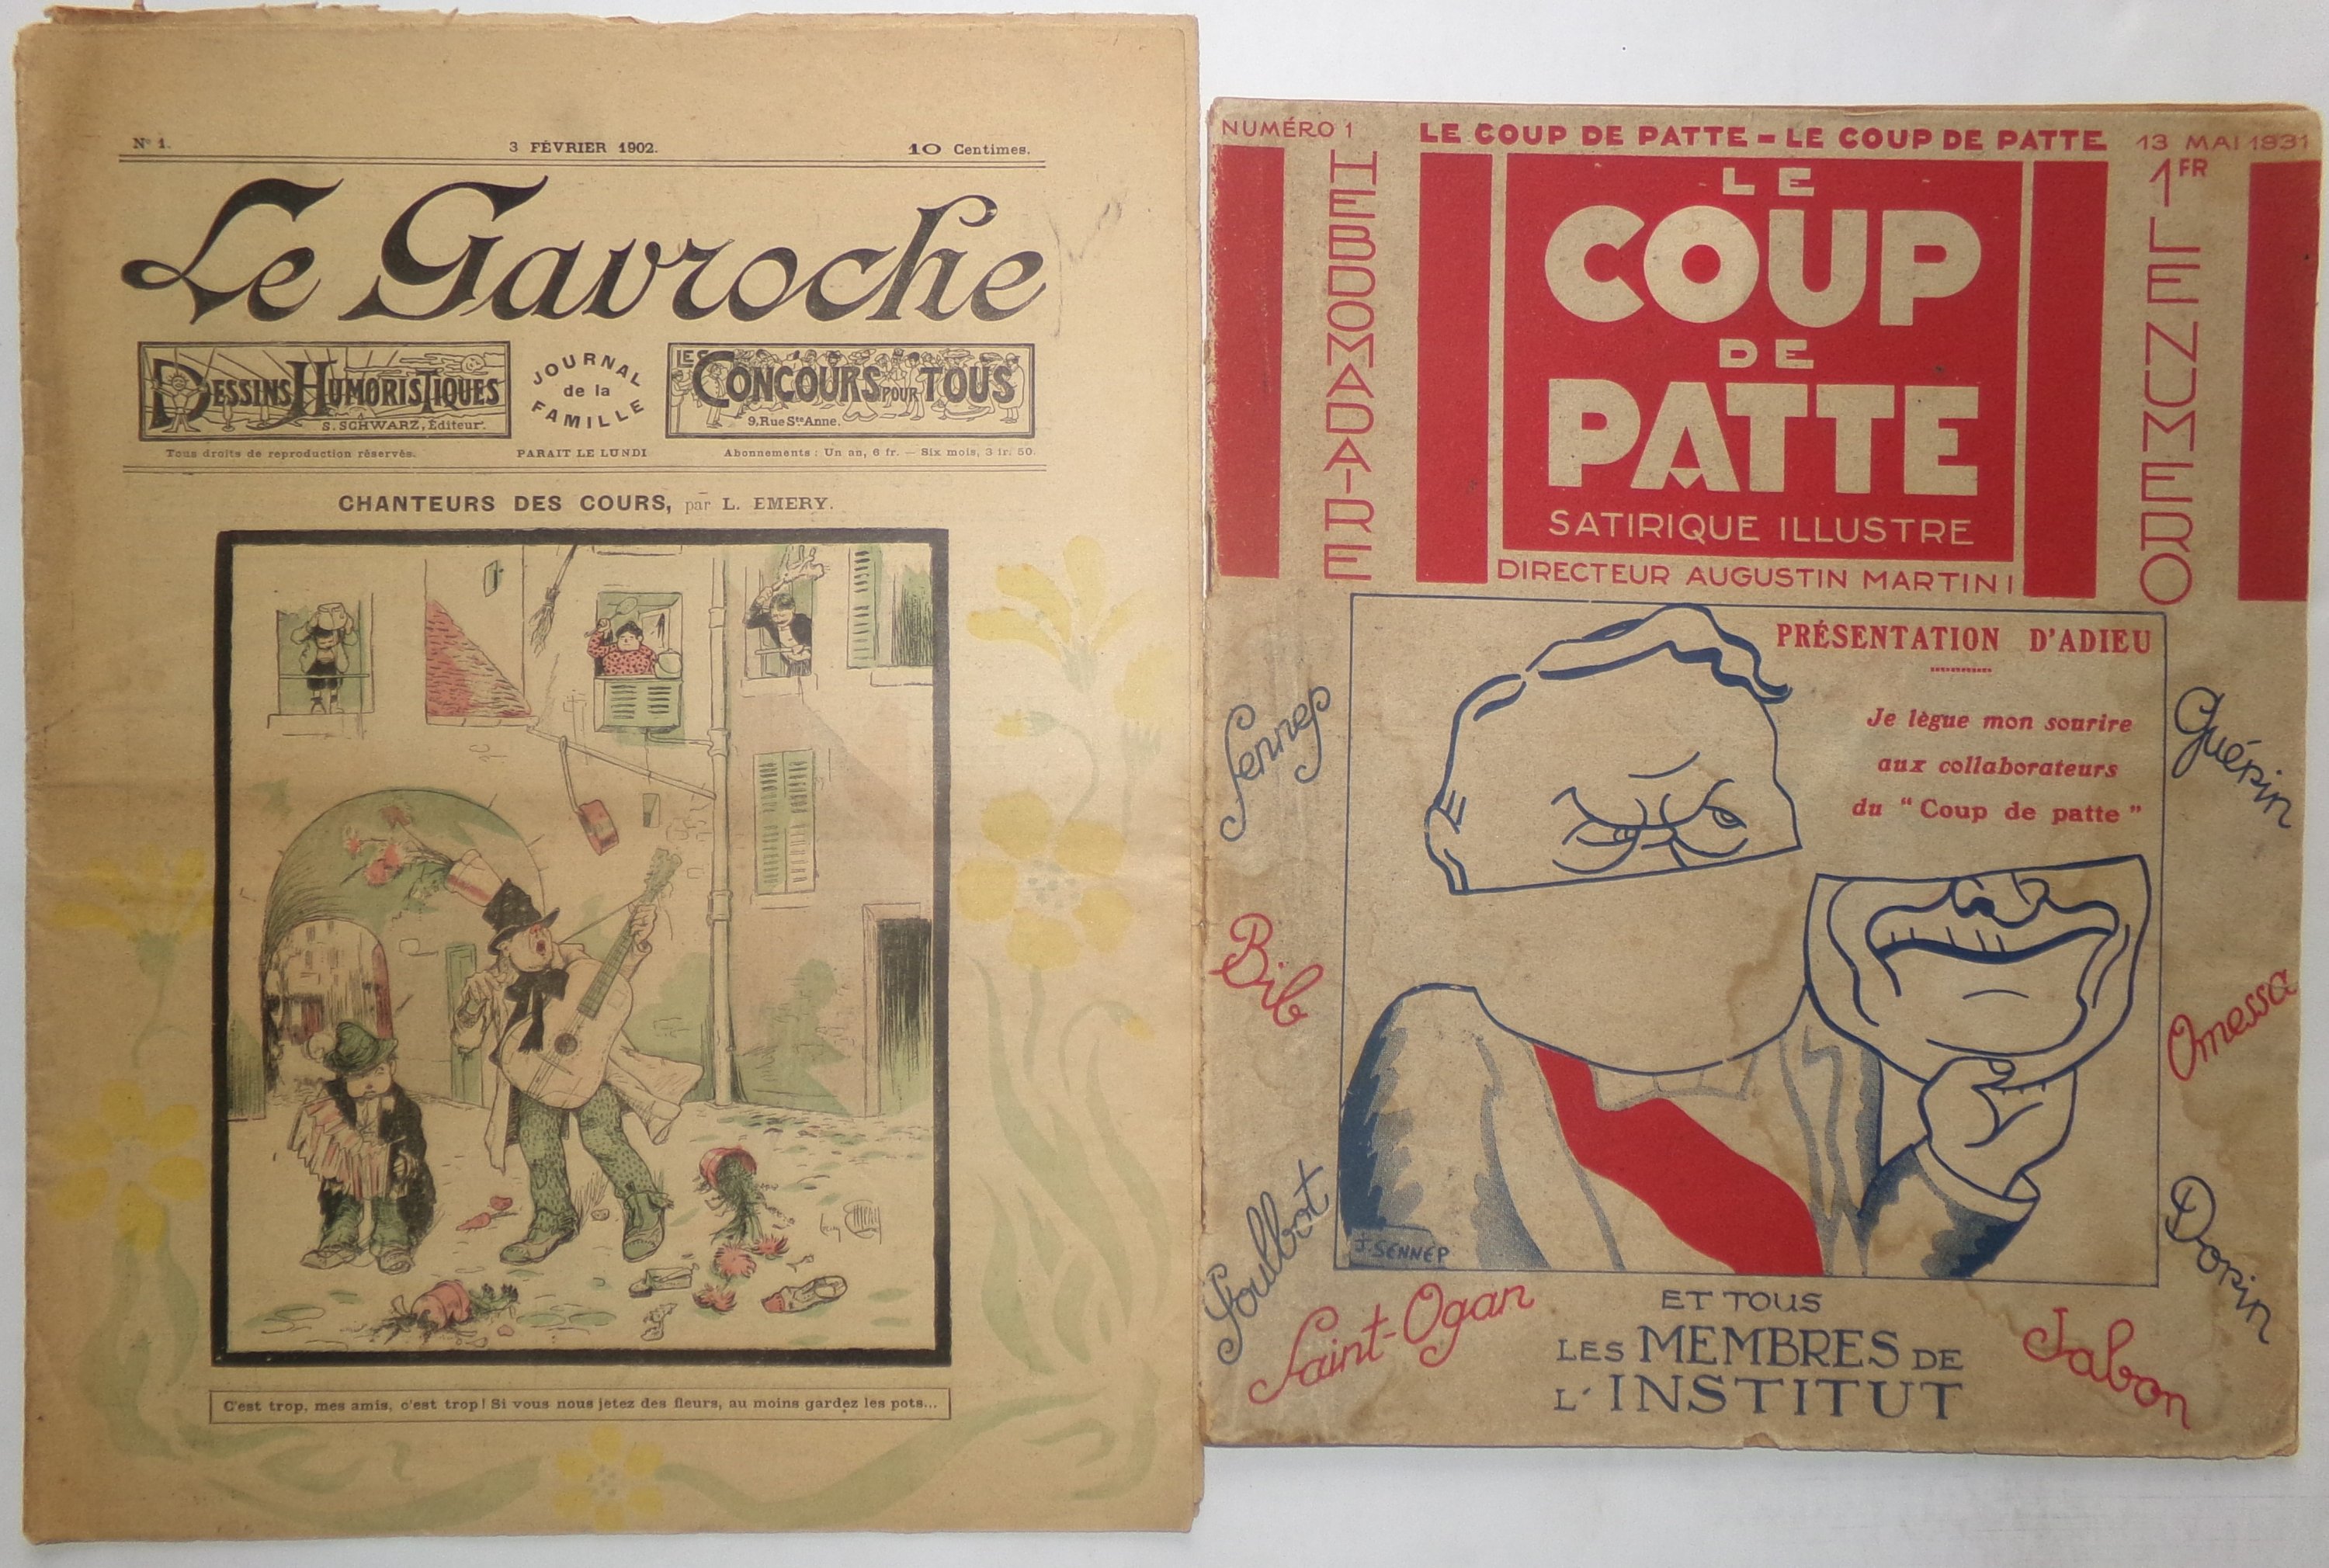 N° 1.
3 FÉVRIER 1902.
10 Centimes.
Le Gavroche
DESSINS HUMORISTIQUES
S. SCHWARZ, Éditeur.
JOURNAL
de la
FAMILLE
LES CONCOURS POUR TOUS
9, Rue Ste Anne.
Tous droits de reproduction réservés.
PARAIT LE LUNDI
Abonnements : Un an, 6 fr. — Six mois, 3 fr. 50.
CHANTEURS DES COURS, par L. EMERY.
C'est trop, mes amis, c'est trop ! Si vous nous jetez des fleurs, au moins gardez les pots...
NUMÉRO 1
LE COUP DE PATTE - LE COUP DE PATTE
13 MAI 1931
HEBDOMADAIRE
LE
COUP
DE
PATTE
SATIRIQUE ILLUSTRE
DIRECTEUR AUGUSTIN MARTINI
1FR LE NUMERO
PRÉSENTATION D'ADIEU
Je lègue mon sourire
aux collaborateurs
du "Coup de patte"
Sennep
Bib
Poulbot
Saint-Ogan
Guérin
Omessa
Dorin
Jabon
J. SENNEP
ET TOUS
LES MEMBRES DE
L'INSTITUT